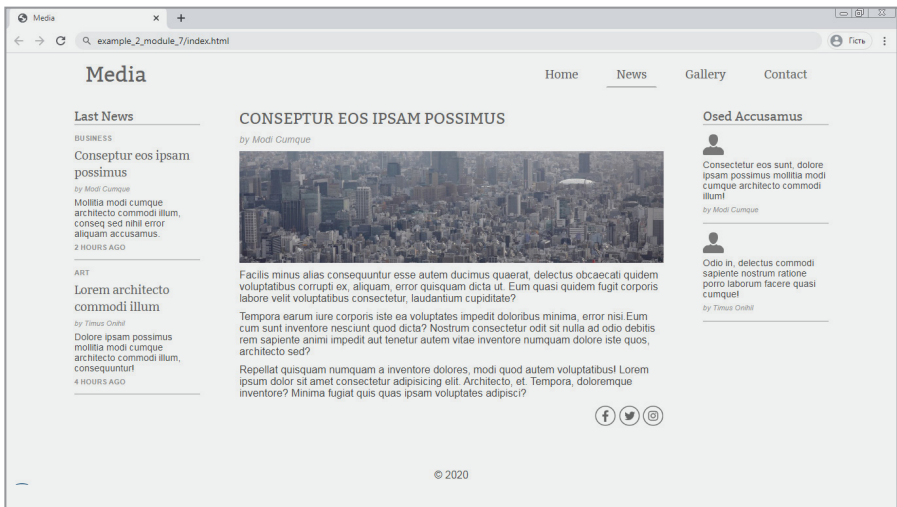 Media
example_2_module_7/index.html
Гість
Media
Home News Gallery Contact
Last News
BUSINESS
Conseptur eos ipsam
possimus
by Modi Cumque
Mollitia modi cumque
architecto commodi illum,
conseq sed nihil error
aliquam accusamus.
2 HOURS AGO
ART
Lorem architecto
commodi illum
by Timus Onihil
Dolore ipsam possimus
mollitia modi cumque
architecto commodi illum,
consequuntur!
4 HOURS AGO
CONSEPTUR EOS IPSAM POSSIMUS
by Modi Cumque
Facilis minus alias consequuntur esse autem ducimus quaerat, delectus obcaecati quidem
voluptatibus corrupti ex, aliquam, error quisquam dicta ut. Eum quasi quidem fugit corporis
labore velit voluptatibus consectetur, laudantium cupiditate?
Tempora earum iure corporis iste ea voluptates impedit doloribus minima, error nisi.Eum
cum sunt inventore nesciunt quod dicta? Nostrum consectetur odit sit nulla ad odio debitis
rem sapiente animi impedit aut tenetur autem vitae inventore numquam dolore iste quos,
architecto sed?
Repellat quisquam numquam a inventore dolores, modi quod autem voluptatibus! Lorem
ipsum dolor sit amet consectetur adipisicing elit. Architecto, et. Tempora, doloremque
inventore? Minima fugiat quis quas ipsam voluptates adipisci?
Osed Accusamus
Consectetur eos sunt, dolore
ipsam possimus mollitia modi
cumque architecto commodi
illum!
by Modi Cumque
Odio in, delectus commodi
sapiente nostrum ratione
porro laborum facere quasi
cumque!
by Timus Onihil
© 2020